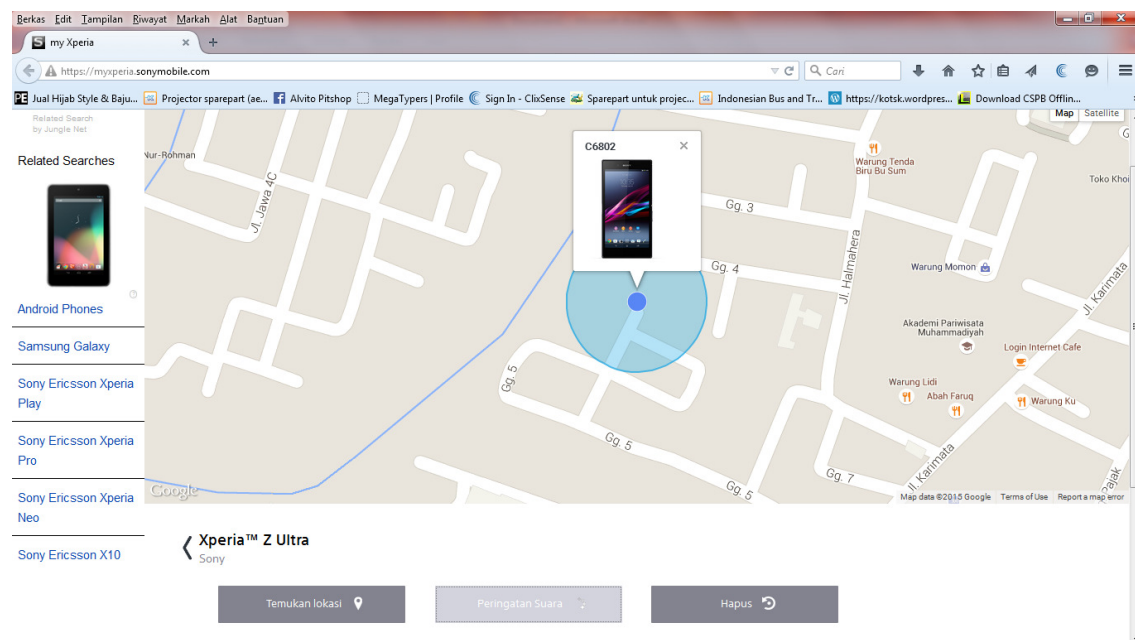 Berkas Edit Tampilan Riwayat Markah Alat Bantuan
my Xperia
https://myxperia.sonymobile.com
Cari
Jual Hijab Style & Baju... Projector sparepart (ae... Alvito Pitshop MegaTypers | Profile Sign In - ClixSense Sparepart untuk projec... Indonesian Bus and Tr... https://kotsk.wordpres... Download CSPB Offlin...
Related Search
by Jungle Net
Related Searches
Android Phones
Samsung Galaxy
Sony Ericsson Xperia
Play
Sony Ericsson Xperia
Pro
Sony Ericsson Xperia
Neo
Sony Ericsson X10
Map Satellite
Nur-Rohman
Jl. Jawa 4C
C6802
Warung Tenda
Biru Bu Sum
Toko Khoi
Gg. 3
Gg. 4
Jl. Halmahera
Warung Momon
Jl. Karimata
Akademi Pariwisata
Muhammadiyah
Login Internet Cafe
Warung Lidi
Abah Faruq
Warung Ku
Gg. 5
Gg. 5
Gg. 5
Gg. 7
Jl. Karimata
Pajak
Google
Map data ©2015 Google Terms of Use Report a map error
Xperia™ Z Ultra
Sony
Temukan lokasi
Peringatan Suara
Hapus